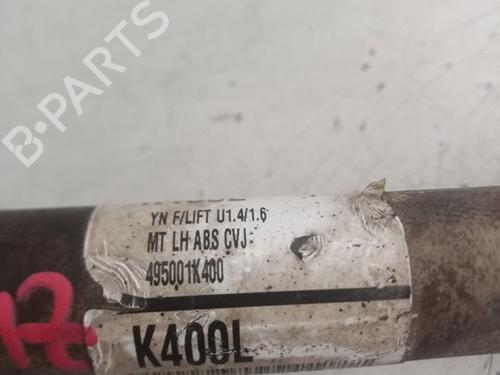 B-PARTS
YN F/LIFT U1.4/1.6
MT LH ABS CVJ-
495001K400
K400L